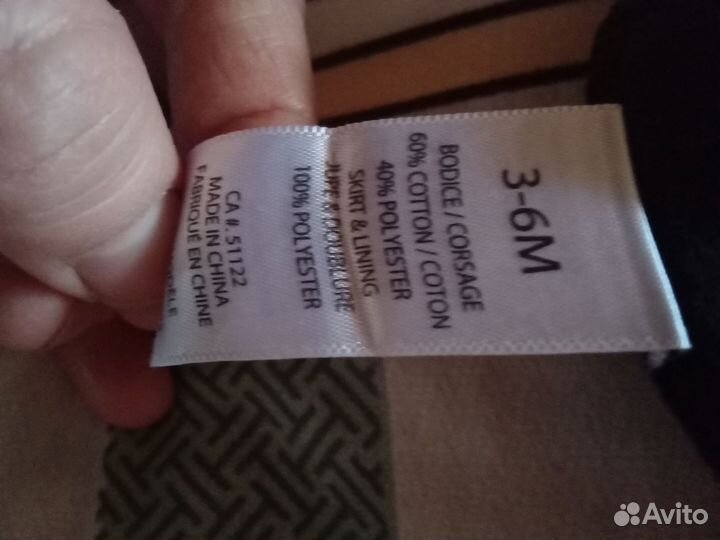 3-6M
BODICE / CORSAGE
60% COTTON / COTON
40% POLYESTER
SKIRT & LINING
JUPE & DOUBLURE
100% POLYESTER
CA #. 51122
MADE IN CHINA
FABRIQUÉ EN CHINE
Avito